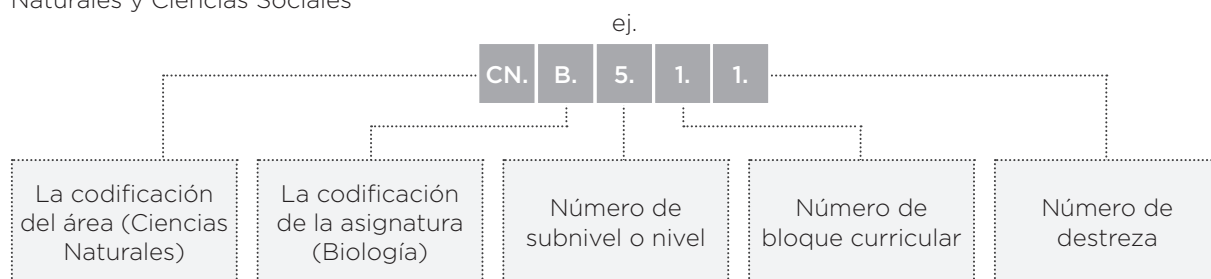 Naturales y Ciencias Sociales
ej.
CN. B. 5. 1. 1.
La codificación
del área (Ciencias
Naturales)
La codificación
de la asignatura
(Biología)
Número de
subnivel o nivel
Número de
bloque curricular
Número de
destreza